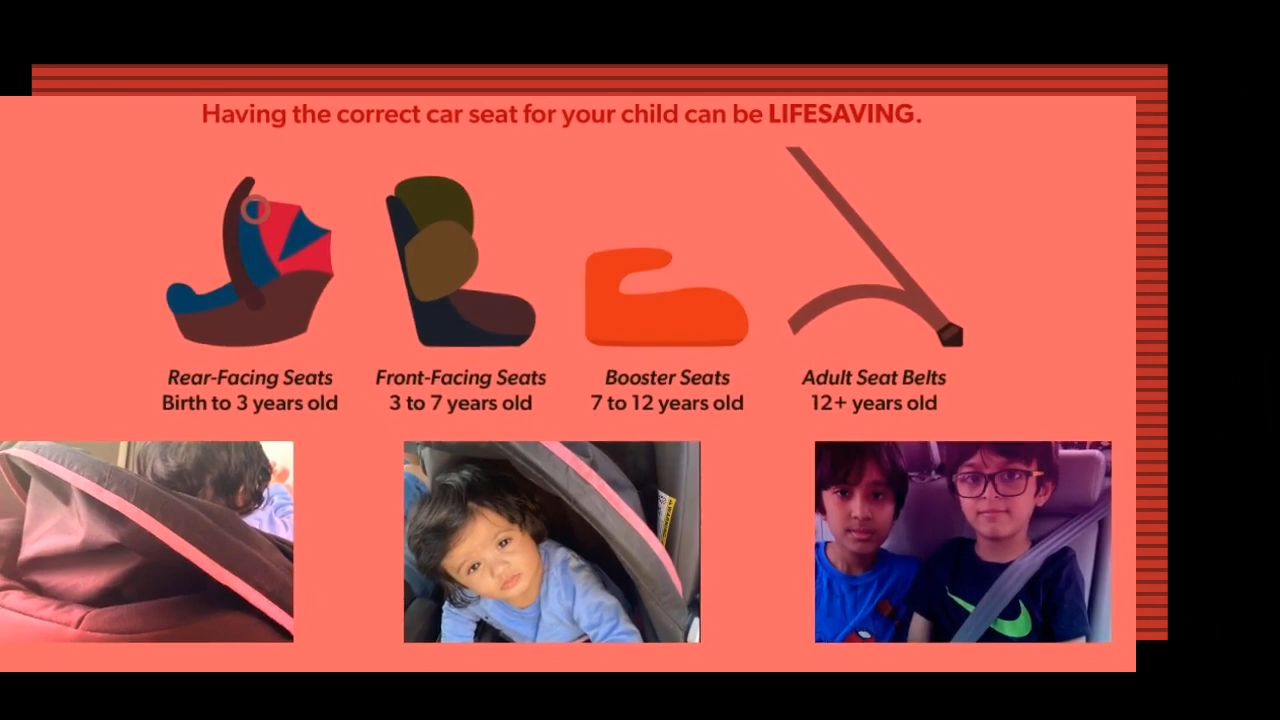 Having the correct car seat for your child can be LIFESAVING.
Rear-Facing Seats
Birth to 3 years old
Front-Facing Seats
3 to 7 years old
Booster Seats
7 to 12 years old
Adult Seat Belts
12+ years old